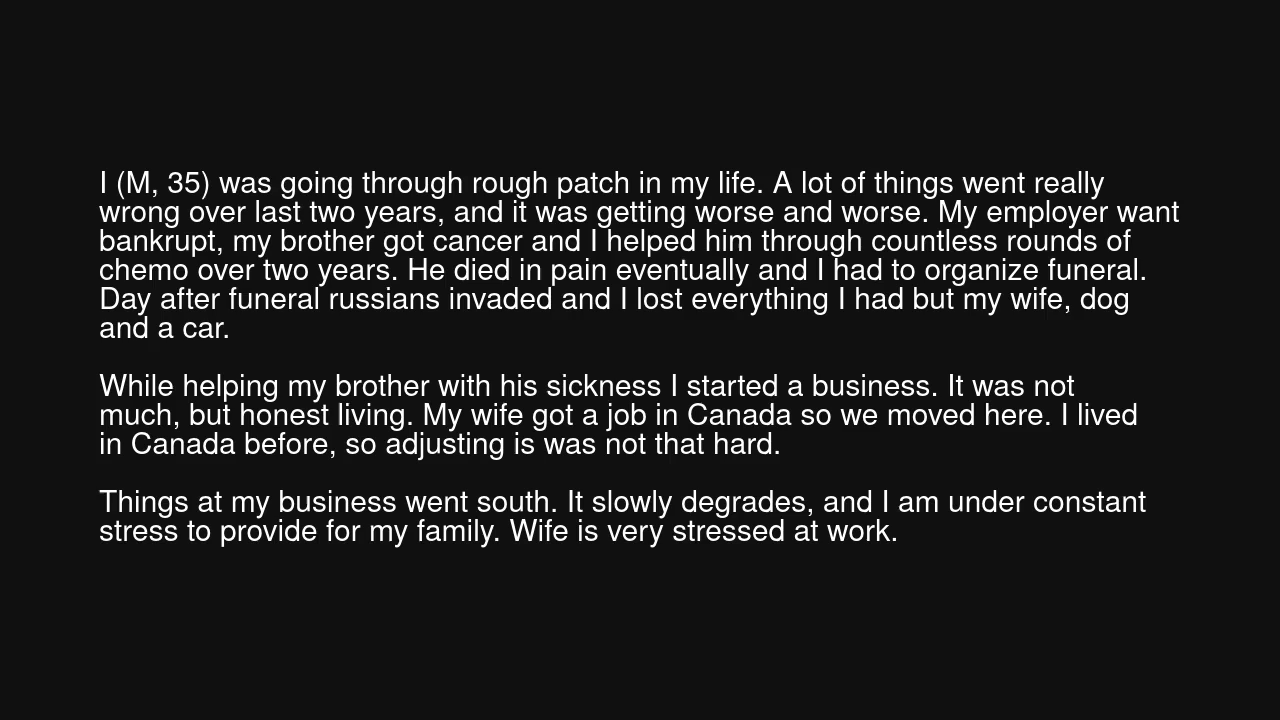 I (M, 35) was going through rough patch in my life. A lot of things went really
wrong over last two years, and it was getting worse and worse. My employer want
bankrupt, my brother got cancer and I helped him through countless rounds of
chemo over two years. He died in pain eventually and I had to organize funeral.
Day after funeral russians invaded and I lost everything I had but my wife, dog
and a car.
While helping my brother with his sickness I started a business. It was not
much, but honest living. My wife got a job in Canada so we moved here. I lived
in Canada before, so adjusting is was not that hard.
Things at my business went south. It slowly degrades, and I am under constant
stress to provide for my family. Wife is very stressed at work.